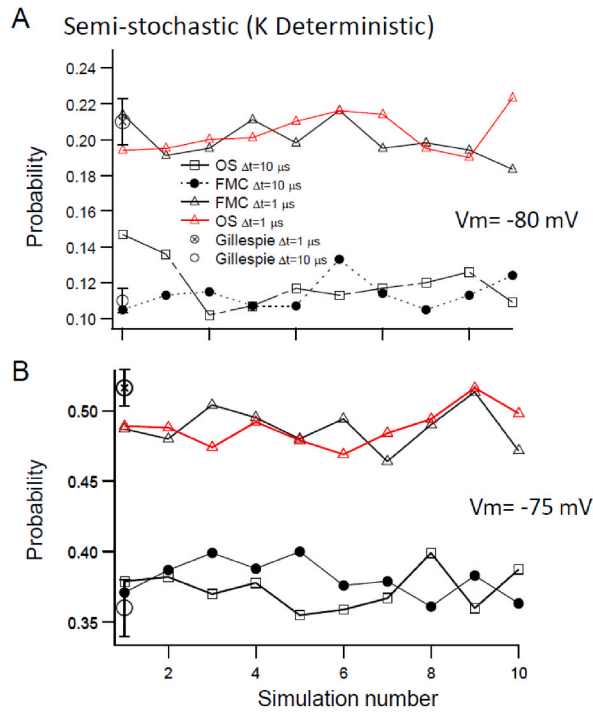 A
Semi-stochastic (K Deterministic)
Probability
0.24
0.22
0.20
0.18
0.16
0.14
0.12
0.10
OS Δt=10 µs
FMC Δt=10 µs
FMC Δt=1 µs
OS Δt=1 µs
Gillespie Δt=1 µs
Gillespie Δt=10 µs
Vm= -80 mV
B
Probability
0.50
0.45
0.40
0.35
Vm= -75 mV
2
4
6
8
10
Simulation number